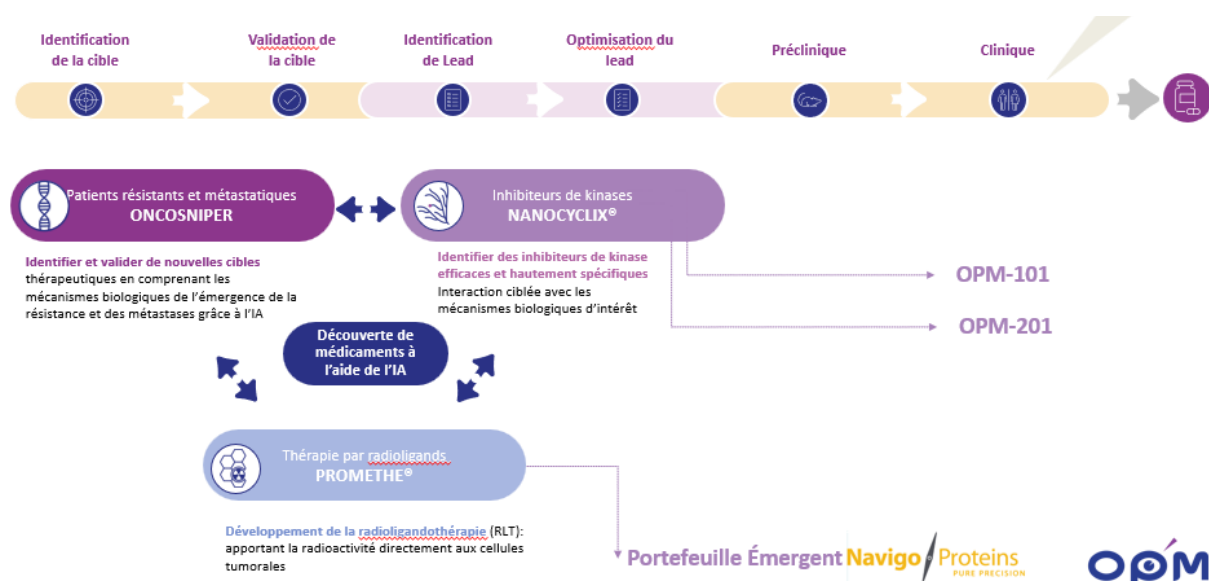 Identification
de la cible
Validation de
la cible
Identification
de Lead
Optimisation du
lead
Préclinique
Clinique
Patients résistants et métastatiques
ONCOSNIPER
Inhibiteurs de kinases
NANOCYCLIX®
Identifier et valider de nouvelles cibles
thérapeutiques en comprenant les
mécanismes biologiques de l'émergence de la
résistance et des métastases grâce à l'IA
Identifier des inhibiteurs de kinase
efficaces et hautement spécifiques
Interaction ciblée avec les
mécanismes biologiques d'intérêt
OPM-101
OPM-201
Découverte de
médicaments à
l'aide de l'IA
Thérapie par radioligands
PROMETHE®
Développement de la radioligandothérapie (RLT):
apportant la radioactivité directement aux cellules
tumorales
Portefeuille Émergent Navigo Proteins
PURE PRECISION
OPM